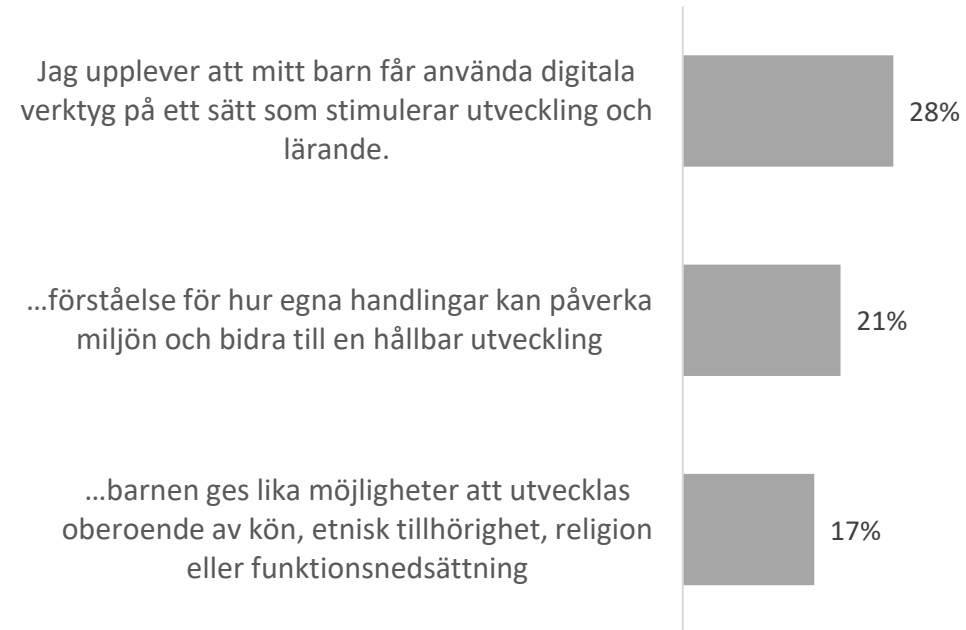 Jag upplever att mitt barn får använda digitala
verktyg på ett sätt som stimulerar utveckling och
lärande.
28%
…förståelse för hur egna handlingar kan påverka
miljön och bidra till en hållbar utveckling
21%
…barnen ges lika möjligheter att utvecklas
oberoende av kön, etnisk tillhörighet, religion
eller funktionsnedsättning
17%